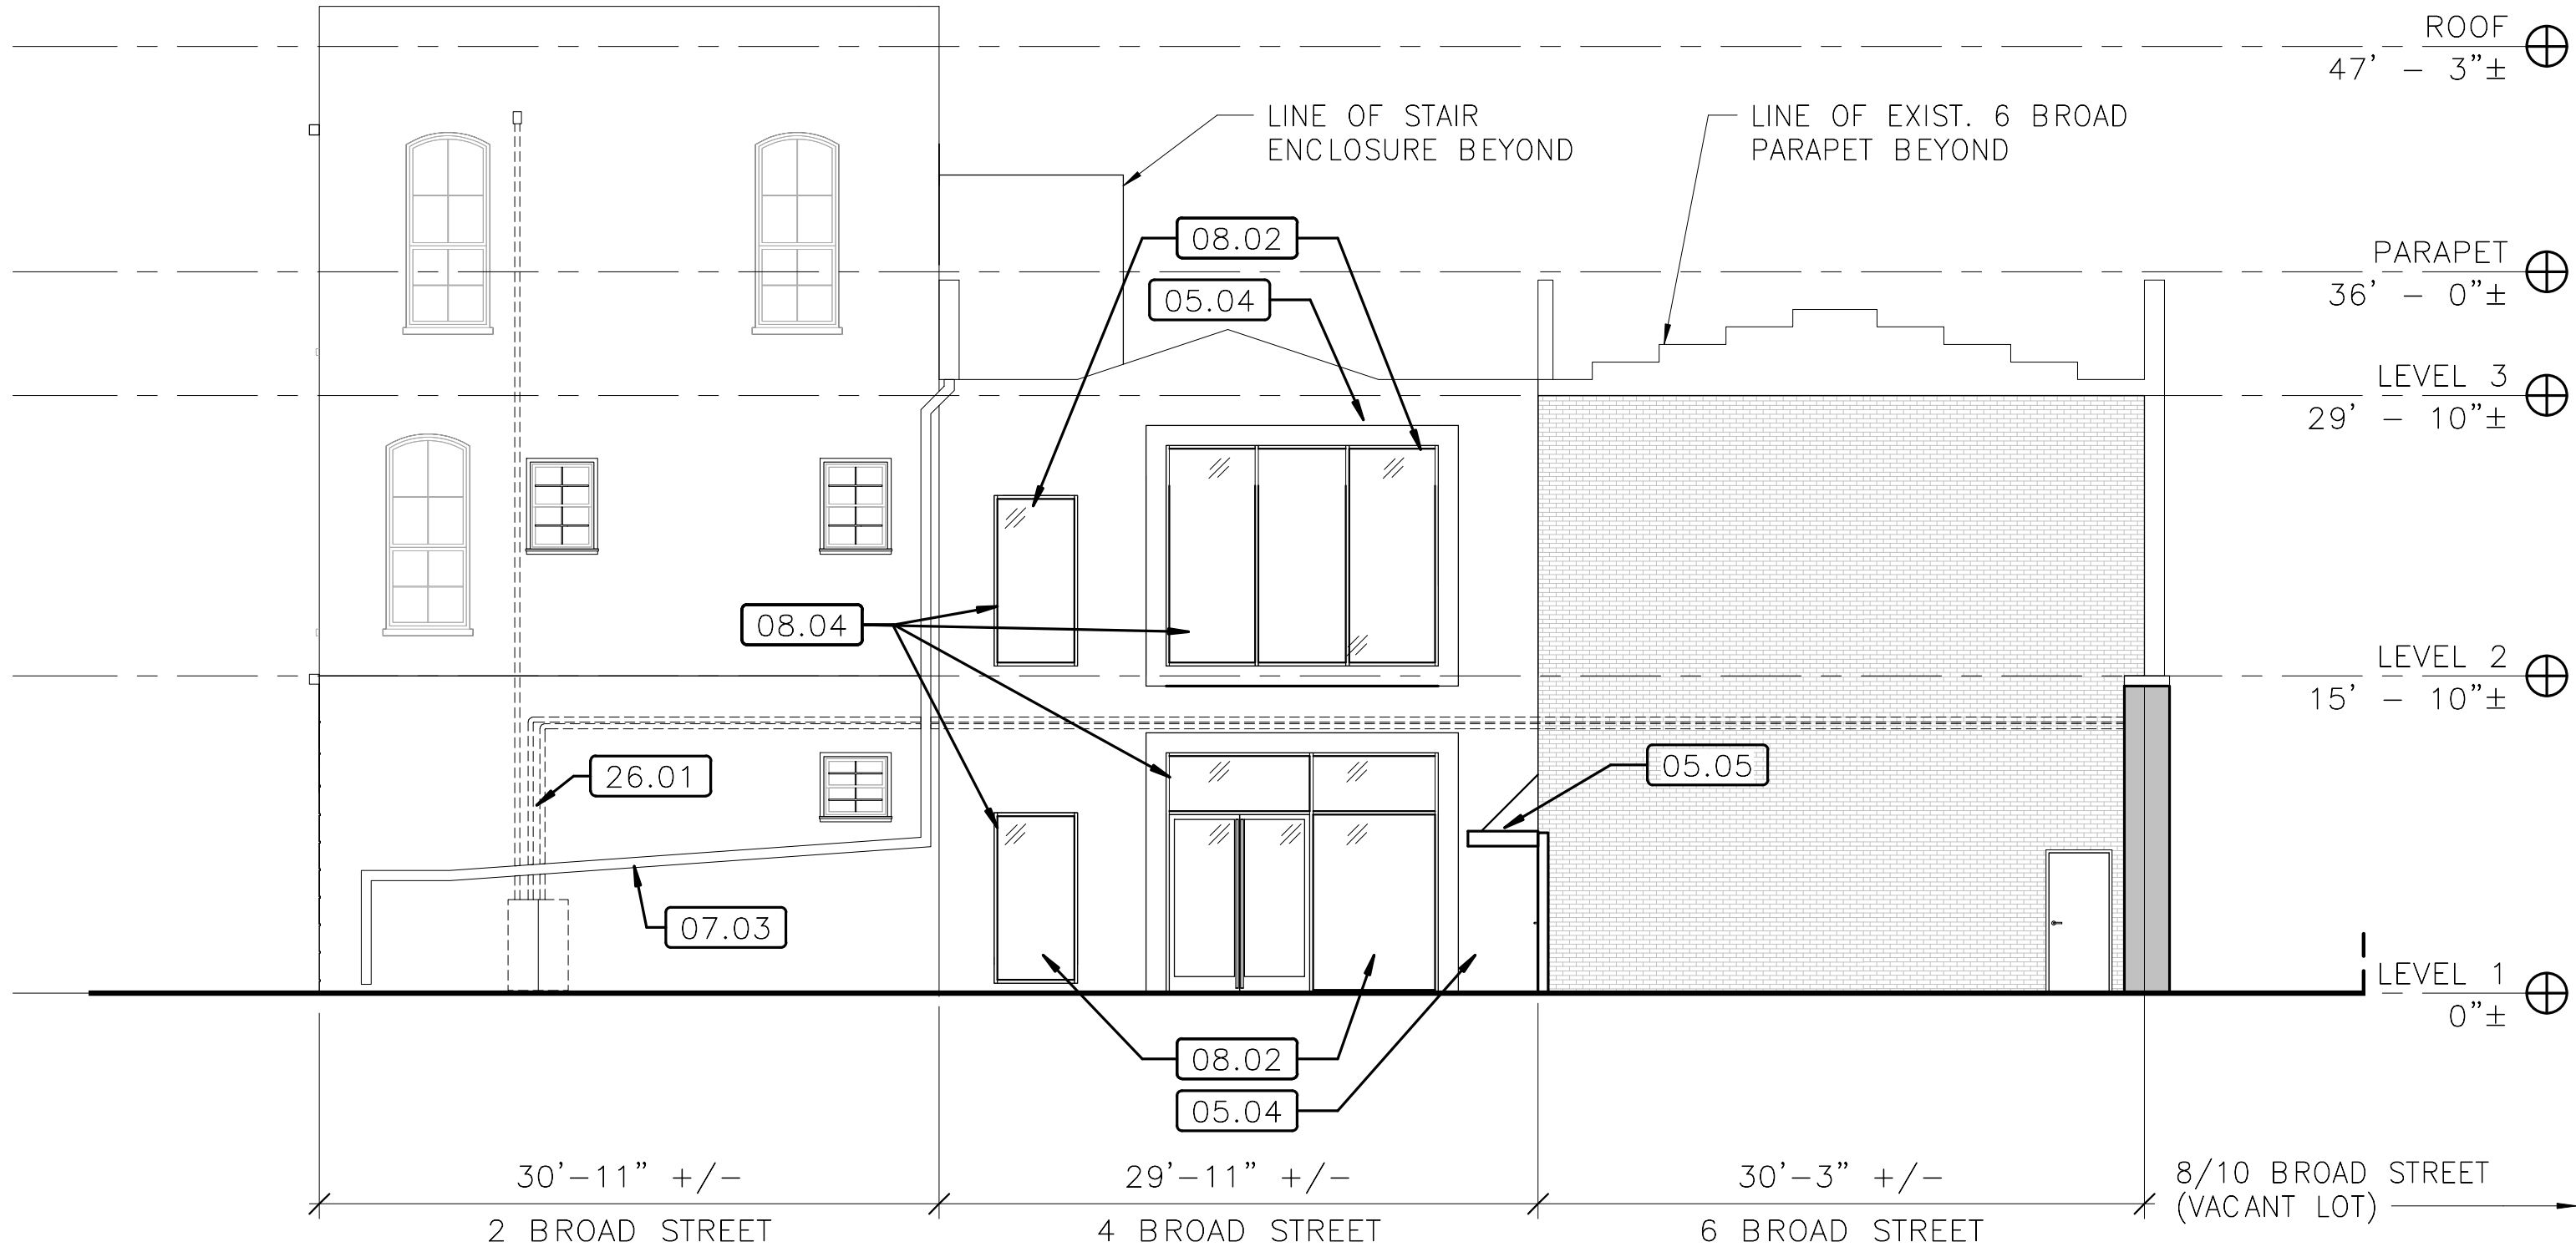 ROOF
47' - 3"±
LINE OF STAIR
ENCLOSURE BEYOND
LINE OF EXIST. 6 BROAD
PARAPET BEYOND
08.02
PARAPET
36' - 0"±
05.04
LEVEL 3
29' - 10"±
08.04
LEVEL 2
15' - 10"±
26.01
05.05
07.03
LEVEL 1
0"±
08.02
05.04
30'-11" +/-
2 BROAD STREET
29'-11" +/-
4 BROAD STREET
30'-3" +/-
6 BROAD STREET
8/10 BROAD STREET
(VACANT LOT)